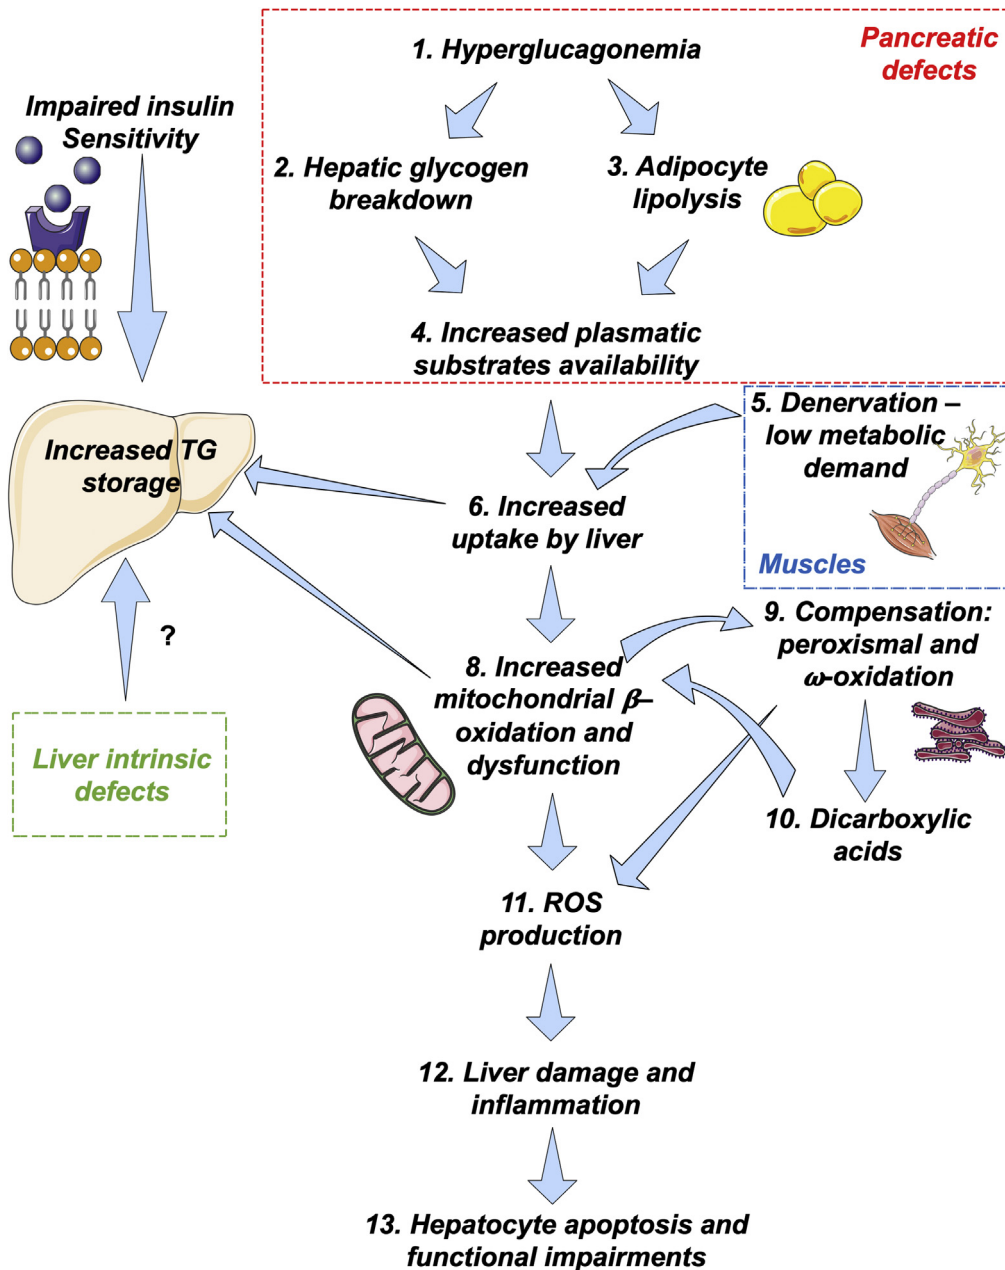 1. Hyperglucagonemia
Pancreatic
defects
Impaired insulin
Sensitivity
2. Hepatic glycogen
breakdown
3. Adipocyte
lipolysis
4. Increased plasmatic
substrates availability
5. Denervation –
low metabolic
demand
Muscles
Increased TG
storage
6. Increased
uptake by liver
?
8. Increased
mitochondrial β–
oxidation and
dysfunction
9. Compensation:
peroxismal and
ω-oxidation
Liver intrinsic
defects
10. Dicarboxylic
acids
11. ROS
production
12. Liver damage and
inflammation
13. Hepatocyte apoptosis and
functional impairments